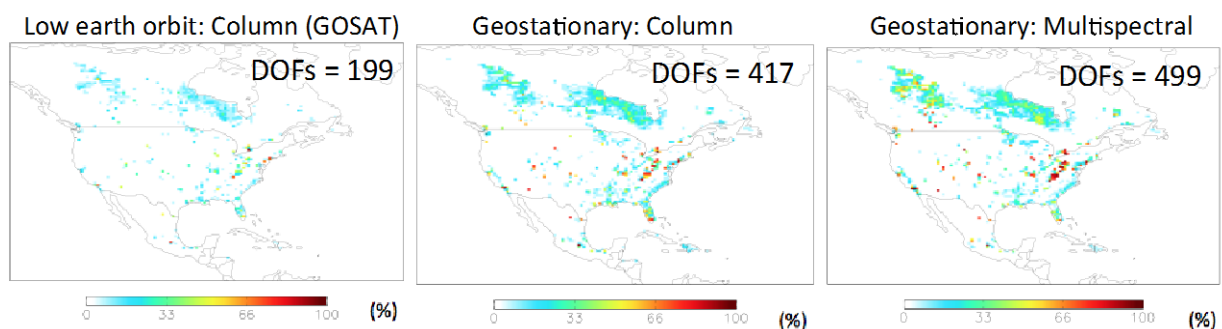 Low earth orbit: Column (GOSAT)
Geostationary: Column
Geostationary: Multispectral
DOFs = 199
DOFs = 417
DOFs = 499
0 33 66 100 (%)
0 33 66 100 (%)
0 33 66 100 (%)